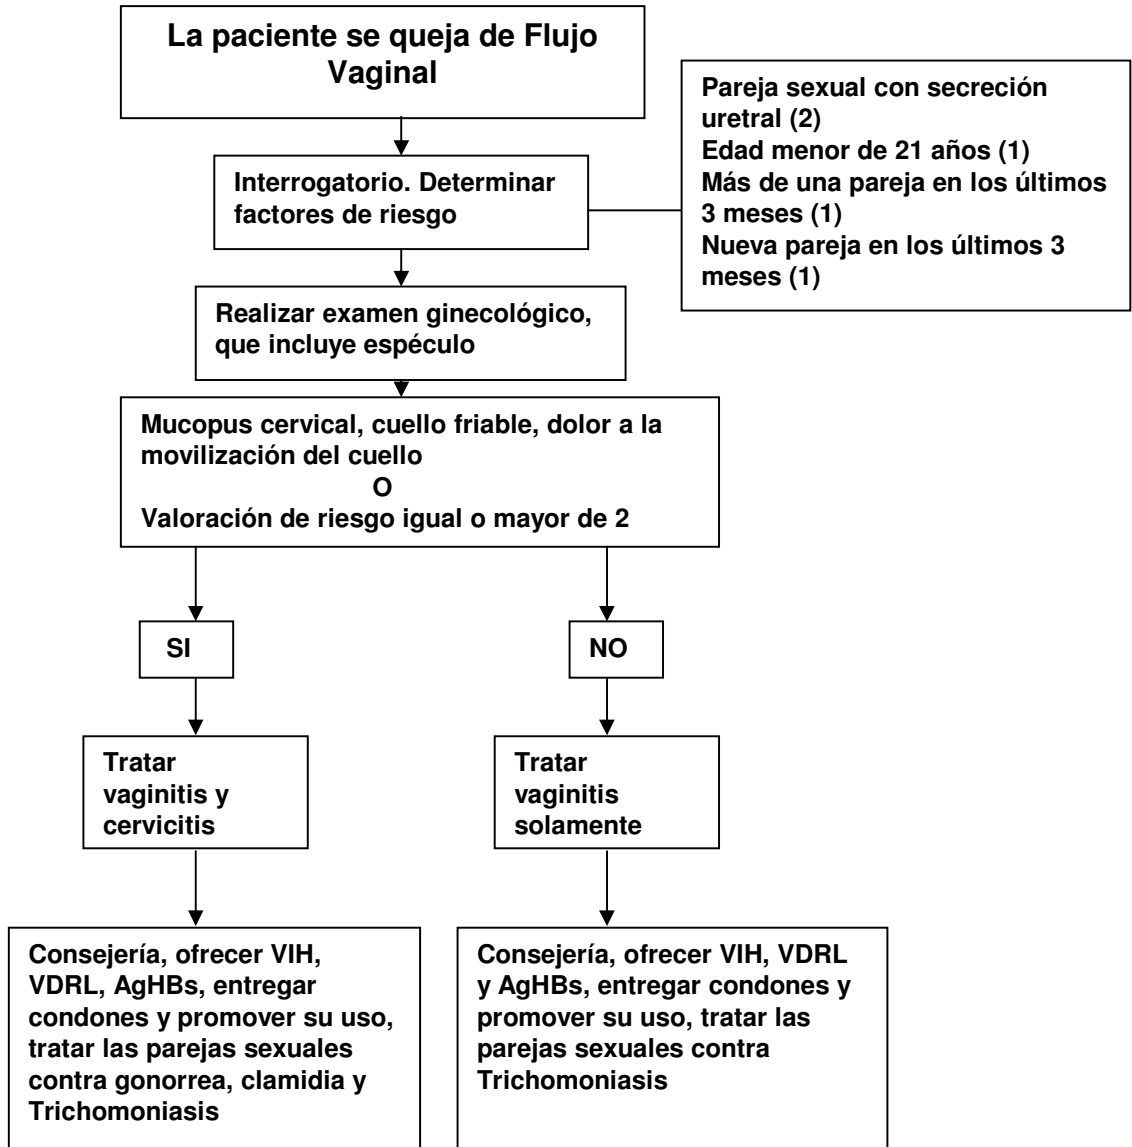 La paciente se queja de Flujo
Vaginal
Pareja sexual con secreción
uretral (2)
Edad menor de 21 años (1)
Más de una pareja en los últimos
3 meses (1)
Nueva pareja en los últimos 3
meses (1)
Interrogatorio. Determinar
factores de riesgo
Realizar examen ginecológico,
que incluye espéculo
Mucopus cervical, cuello friable, dolor a la
movilización del cuello
O
Valoración de riesgo igual o mayor de 2
SI
NO
Tratar
vaginitis y
cervicitis
Tratar
vaginitis
solamente
Consejería, ofrecer VIH,
VDRL, AgHBs, entregar
condones y promover su uso,
tratar las parejas sexuales
contra gonorrea, clamidia y
Trichomoniasis
Consejería, ofrecer VIH, VDRL
y AgHBs, entregar condones y
promover su uso, tratar las
parejas sexuales contra
Trichomoniasis